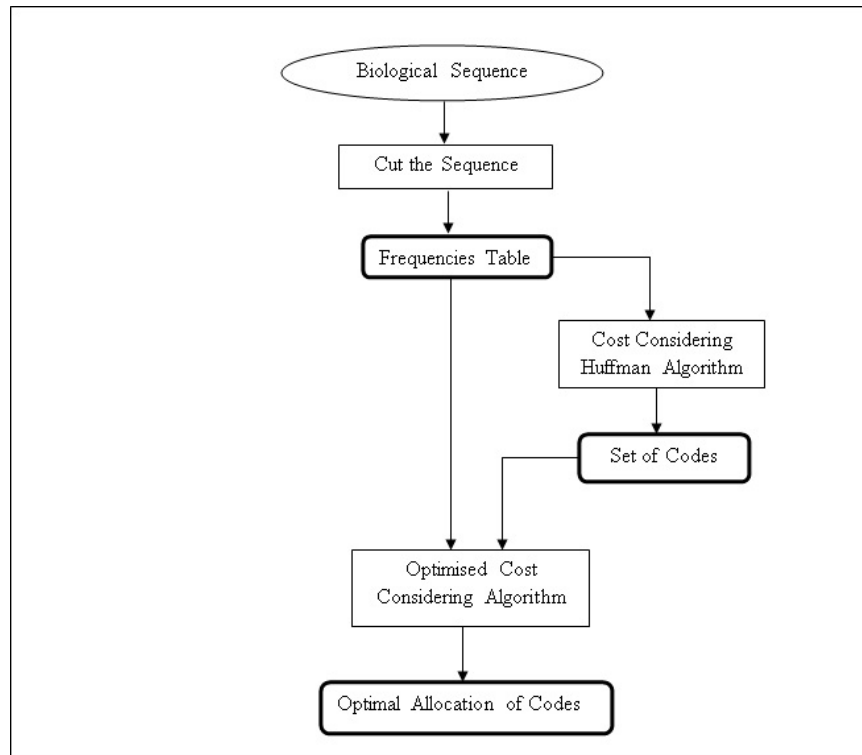 Biological Sequence
Cut the Sequence
Frequencies Table
Cost Considering
Huffman Algorithm
Set of Codes
Optimised Cost
Considering Algorithm
Optimal Allocation of Codes